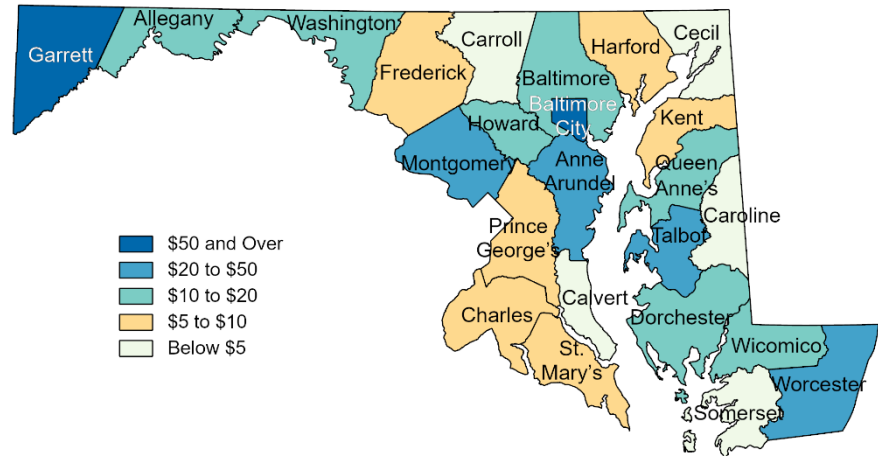 Garrett
Allegany
Washington
Frederick
Carroll
Baltimore
Baltimore
City
Harford
Cecil
Howard
Kent
Montgomery
Anne
Arundel
Queen
Anne's
Prince
George's
Talbot
Caroline
Charles
Calvert
St.
Mary's
Dorchester
Wicomico
Somerset
Worcester
$50 and Over
$20 to $50
$10 to $20
$5 to $10
Below $5